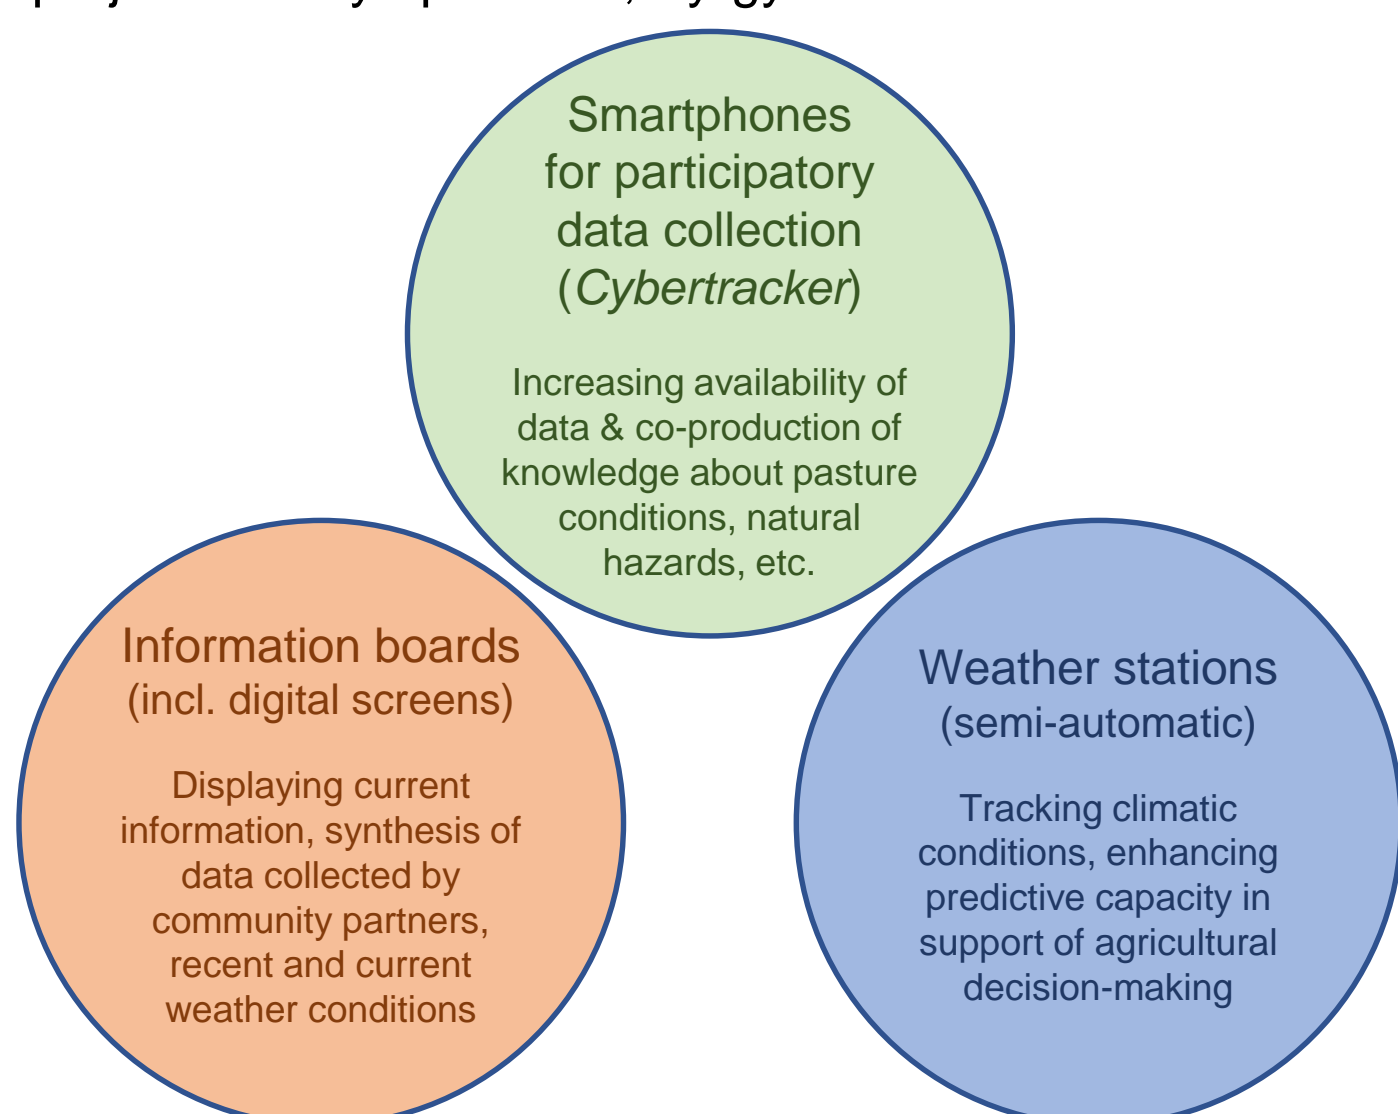 Smartphones
for participatory
data collection
(Cybertracker)
Increasing availability of
data & co-production of
knowledge about pasture
conditions, natural
hazards, etc.
Information boards
(incl. digital screens)
Displaying current
information, synthesis of
data collected by
community partners,
recent and current
weather conditions
Weather stations
(semi-automatic)
Tracking climatic
conditions, enhancing
predictive capacity in
support of agricultural
decision-making